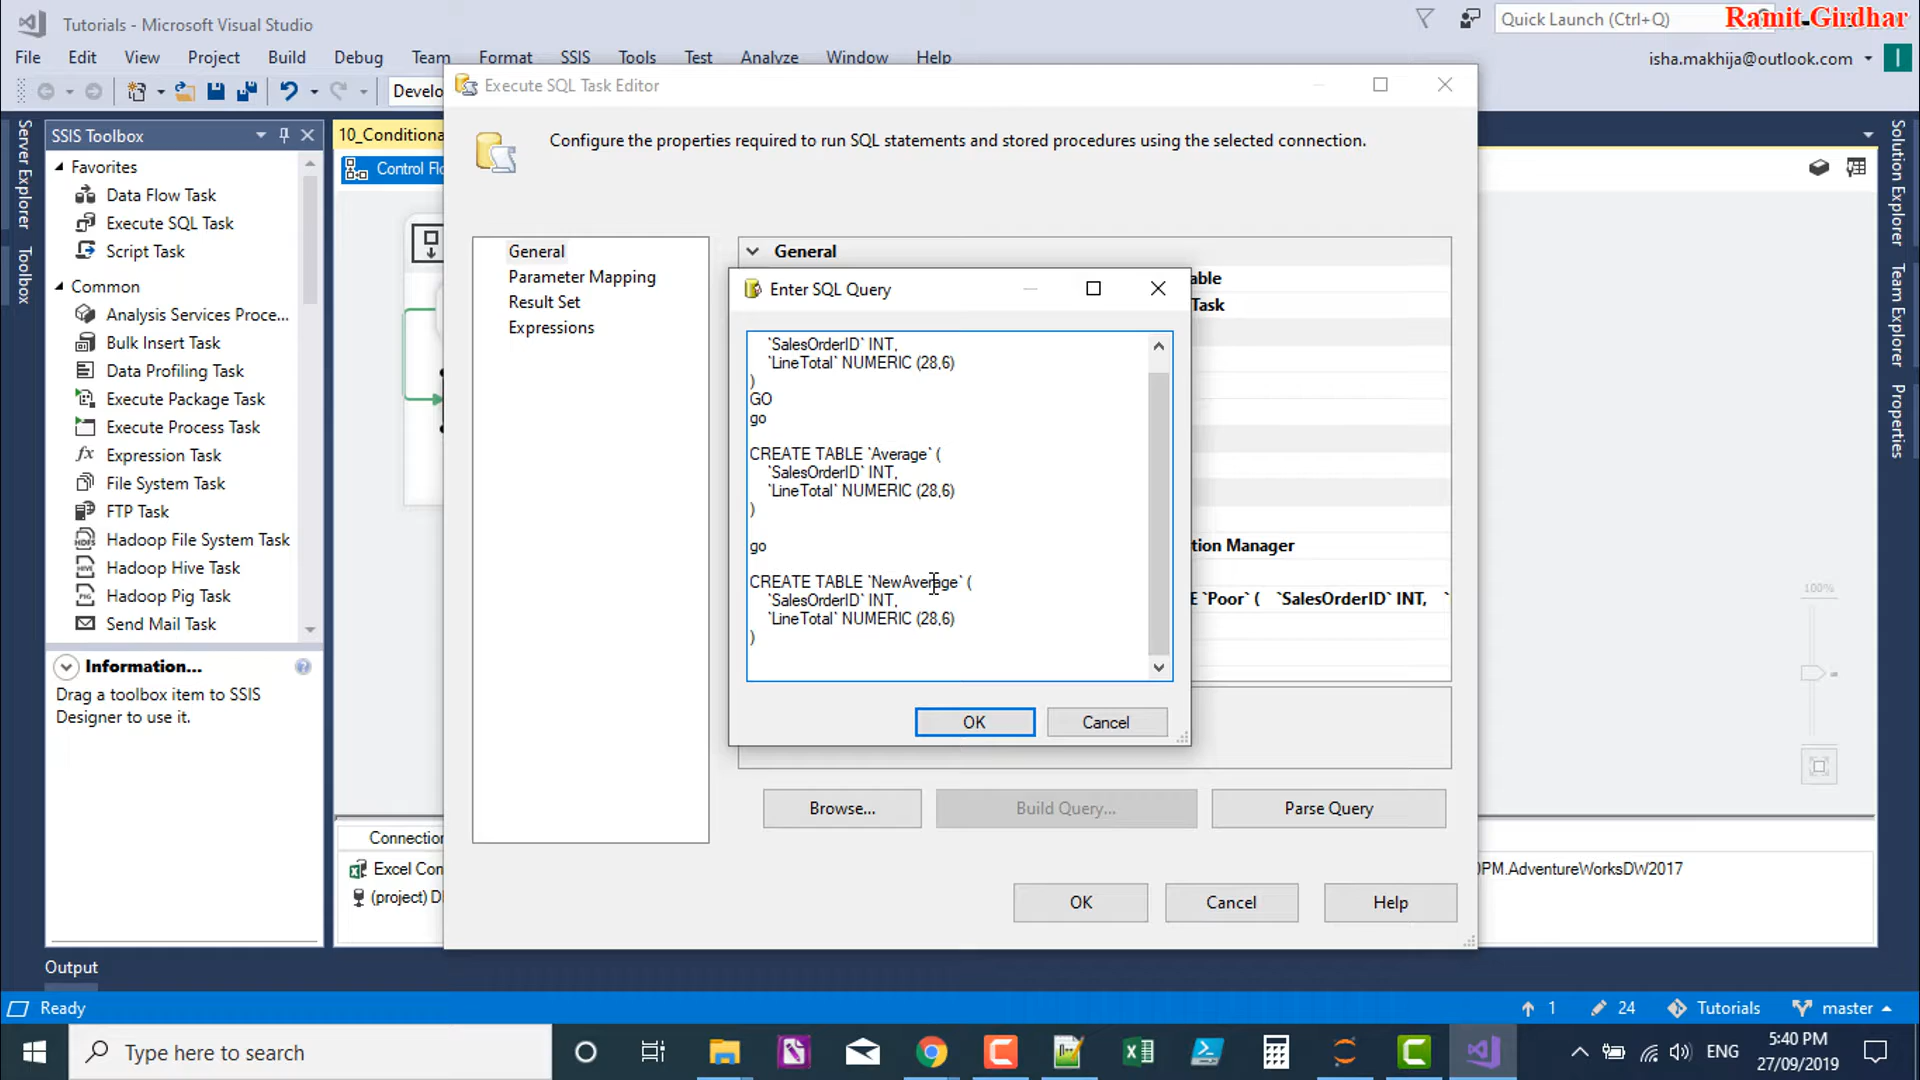 Tutorials - Microsoft Visual Studio
Quick Launch (Ctrl+Q)
Ramit Girdhar
File Edit View Project Build Debug Team Format SSIS Tools Test Analyze Window Help
isha.makhija@outlook.com
I
Develo
Execute SQL Task Editor
Configure the properties required to run SQL statements and stored procedures using the selected connection.
Server Explorer
Toolbox
SSIS Toolbox
Favorites
Data Flow Task
Execute SQL Task
Script Task
Common
Analysis Services Proce...
Bulk Insert Task
Data Profiling Task
Execute Package Task
Execute Process Task
fx Expression Task
File System Task
FTP Task
HDFS Hadoop File System Task
HIVE Hadoop Hive Task
PIG Hadoop Pig Task
Send Mail Task
Information...
Drag a toolbox item to SSIS
Designer to use it.
10_Conditiona
Control Flo
General
Parameter Mapping
Result Set
Expressions
General
able
Task
tion Manager
E `Poor` ( `SalesOrderID` INT, `
Enter SQL Query
`SalesOrderID` INT,
`LineTotal` NUMERIC (28,6)
)
GO
go
CREATE TABLE `Average` (
`SalesOrderID` INT,
`LineTotal` NUMERIC (28,6)
)
go
CREATE TABLE `NewAverage` (
`SalesOrderID` INT,
`LineTotal` NUMERIC (28,6)
)
OK Cancel
Browse... Build Query... Parse Query
OK Cancel Help
Solution Explorer
Team Explorer
Properties
100%
Connection
Excel Con
(project) D
0PM.AdventureWorksDW2017
Output
Ready
1 24 Tutorials master
Type here to search
ENG
5:40 PM
27/09/2019